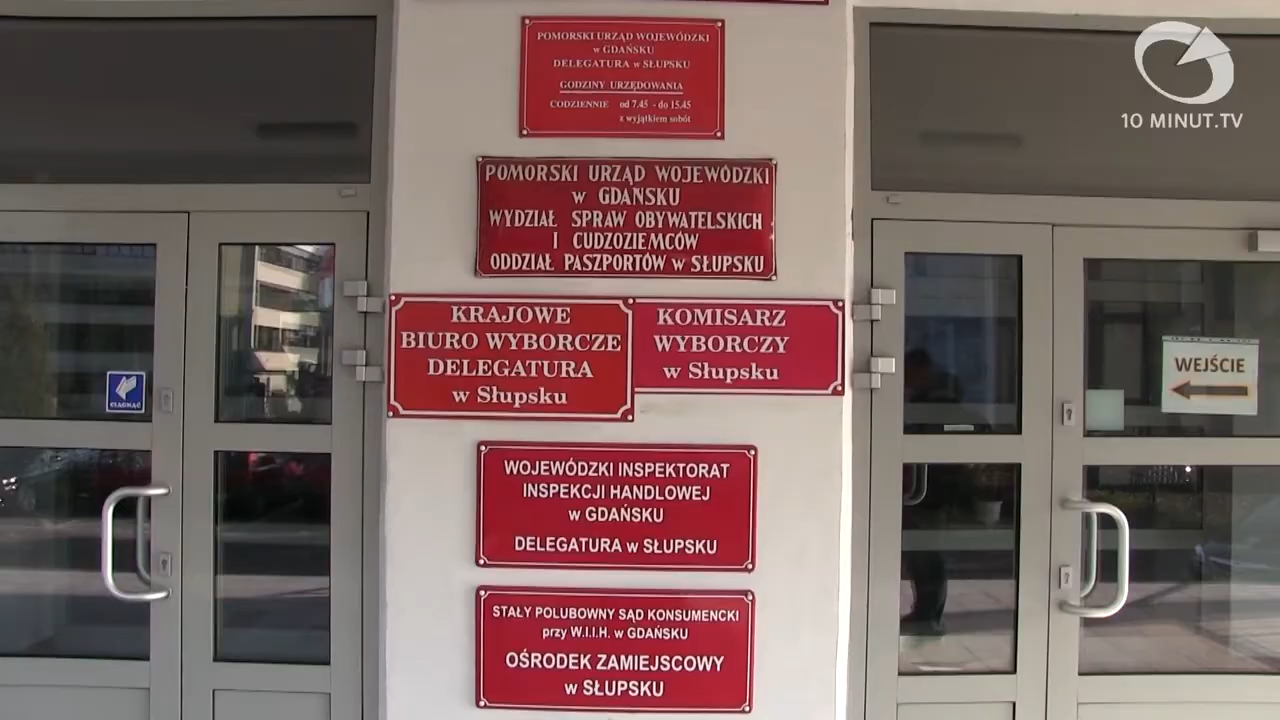 POMORSKI URZĄD WOJEWÓDZKI
w GDAŃSKU
DELEGATURA w SŁUPSKU
GODZINY URZĘDOWANIA
CODZIENNIE od 7.45 - do 15.45
z wyjątkiem sobót
10 MINUT.TV
POMORSKI URZĄD WOJEWÓDZKI
w GDAŃSKU
WYDZIAŁ SPRAW OBYWATELSKICH
I CUDZOZIEMCÓW
ODDZIAŁ PASZPORTÓW w SŁUPSKU
KRAJOWE
BIURO WYBORCZE
DELEGATURA
w Słupsku
KOMISARZ
WYBORCZY
w Słupsku
WEJŚCIE
CIĄGNĄĆ
WOJEWÓDZKI INSPEKTORAT
INSPEKCJI HANDLOWEJ
w GDAŃSKU
DELEGATURA w SŁUPSKU
STAŁY POLUBOWNY SĄD KONSUMENCKI
przy W.I.I.H. w GDAŃSKU
OŚRODEK ZAMIEJSCOWY
w SŁUPSKU